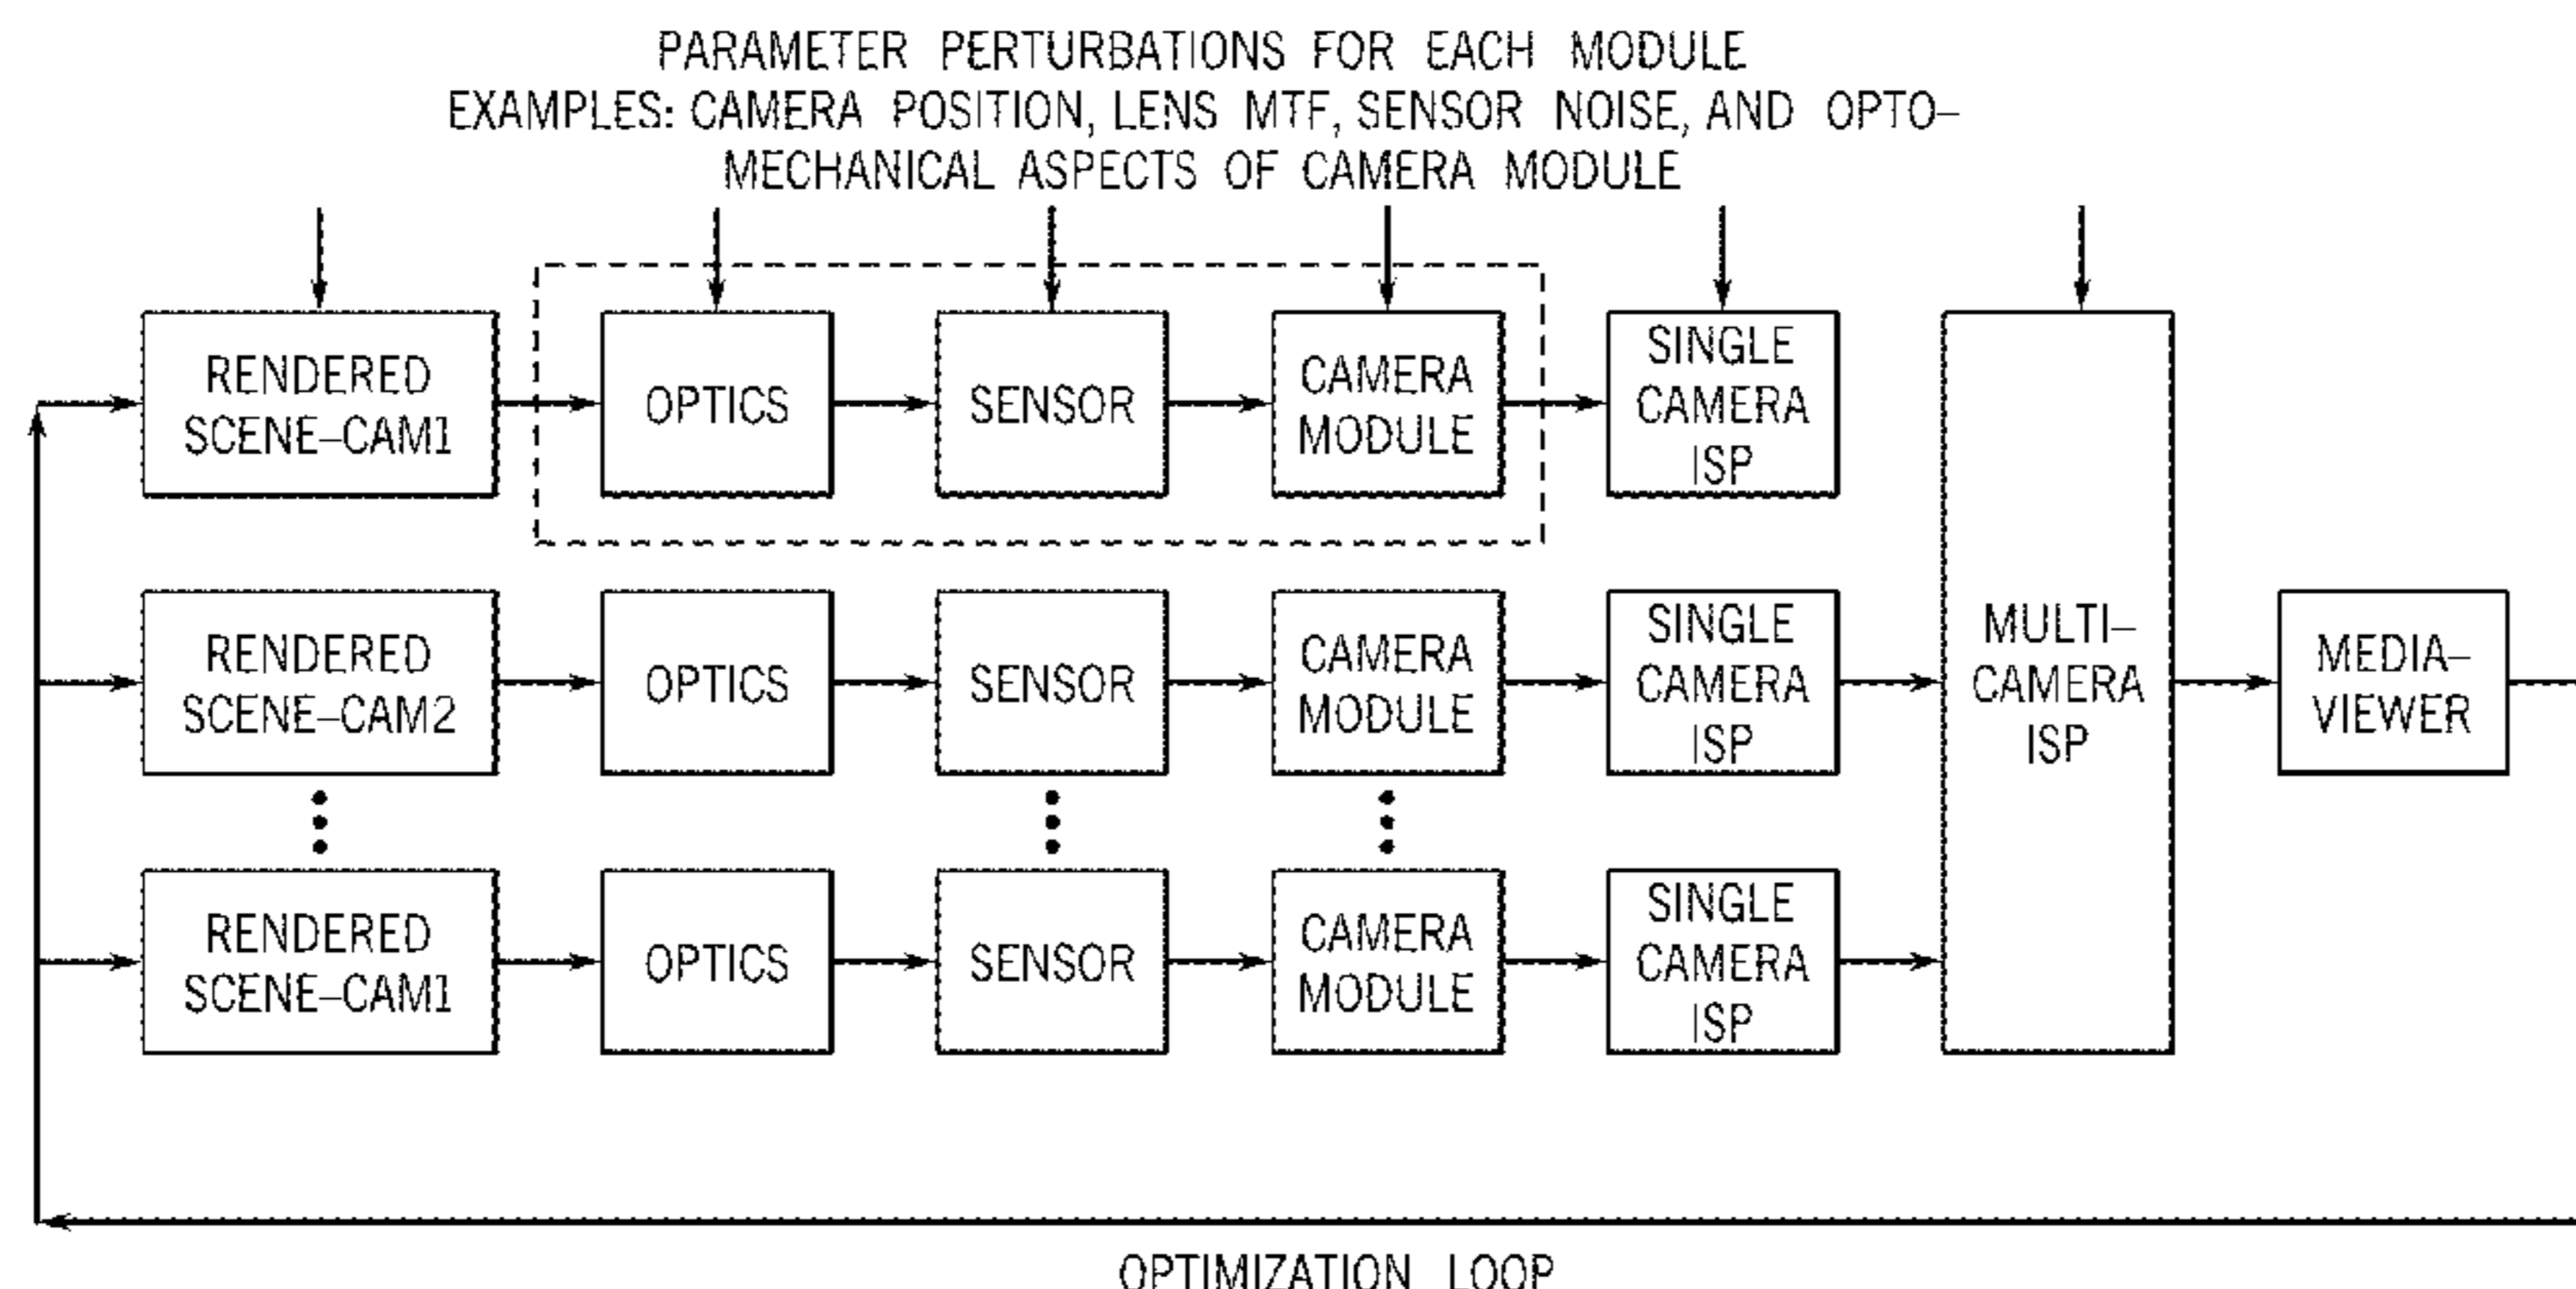 PARAMETER PERTURBATIONS FOR EACH MODULE
EXAMPLES: CAMERA POSITION, LENS MTF, SENSOR NOISE, AND OPTO–
MECHANICAL ASPECTS OF CAMERA MODULE
RENDERED
SCENE–CAM1
OPTICS
SENSOR
CAMERA
MODULE
SINGLE
CAMERA
ISP
RENDERED
SCENE–CAM2
OPTICS
SENSOR
CAMERA
MODULE
SINGLE
CAMERA
ISP
MULTI–
CAMERA
ISP
MEDIA–
VIEWER
RENDERED
SCENE–CAM1
OPTICS
SENSOR
CAMERA
MODULE
SINGLE
CAMERA
ISP
OPTIMIZATION LOOP